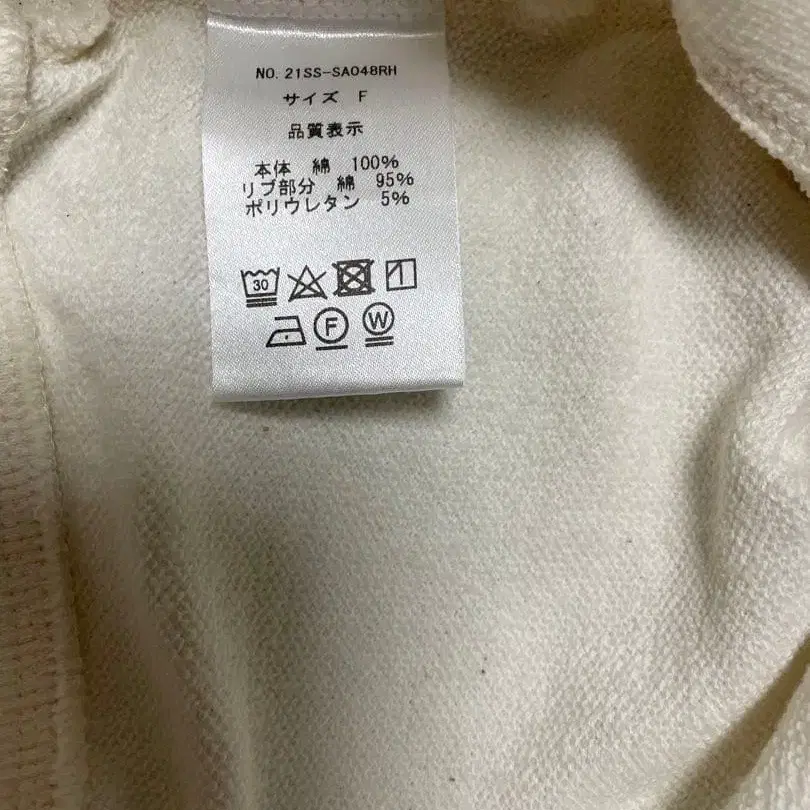 NO. 21SS-SA048RH
サイズ F
品質表示
本体 綿 100%
リブ部分 綿 95%
ポリウレタン 5%
30
F W